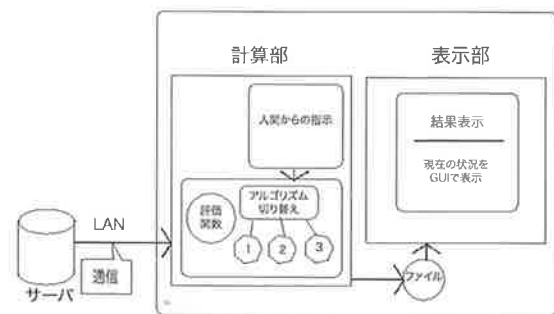 計算部
表示部
人間からの指示
結果表示
現在の状況を
GUIで表示
アルゴリズム
切り替え
評価
関数
1
2
3
LAN
通信
サーバ
ファイル